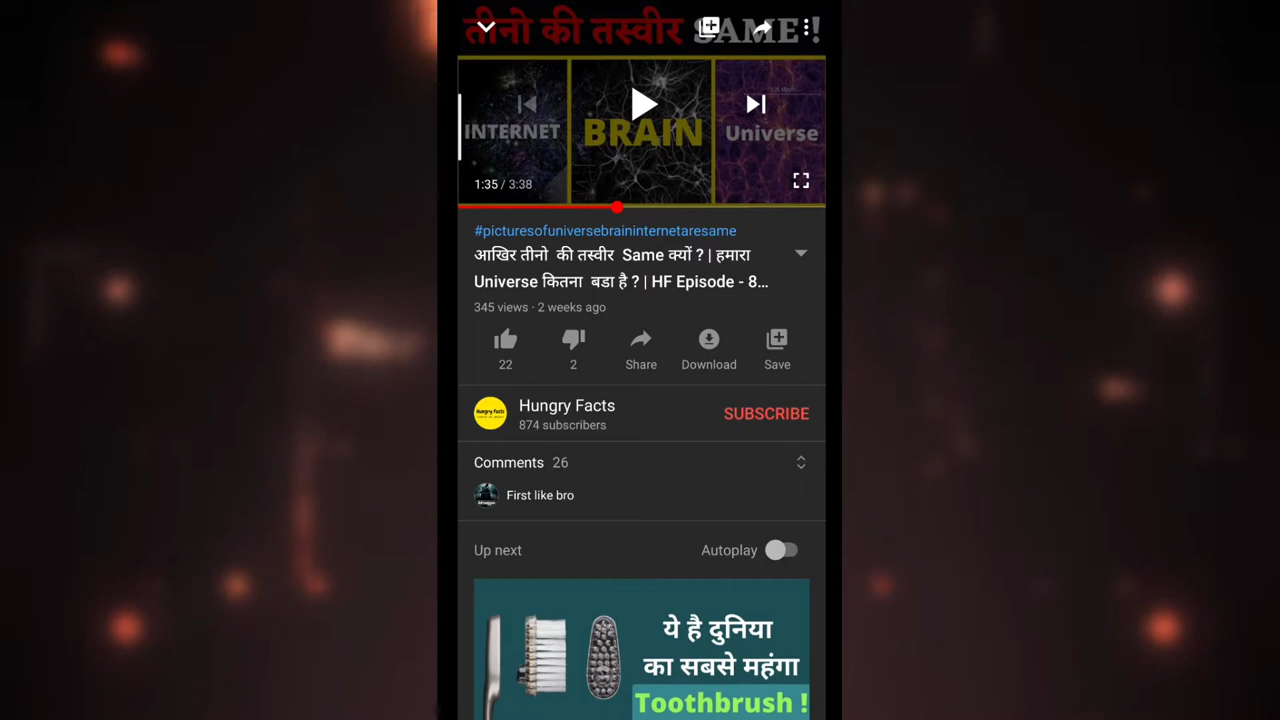 तीनो की तस्वीर SAME !
INTERNET
BRAIN
Universe
1:35 / 3:38
#picturesofuniversebraininternetaresame
आखिर तीनो की तस्वीर Same क्यों ? | हमारा
Universe कितना बडा है ? | HF Episode - 8...
345 views · 2 weeks ago
22
2
Share
Download
Save
Hungry Facts
Hungry Facts
874 subscribers
SUBSCRIBE
Comments 26
First like bro
Up next
Autoplay
ये है दुनिया
का सबसे महंगा
Toothbrush !